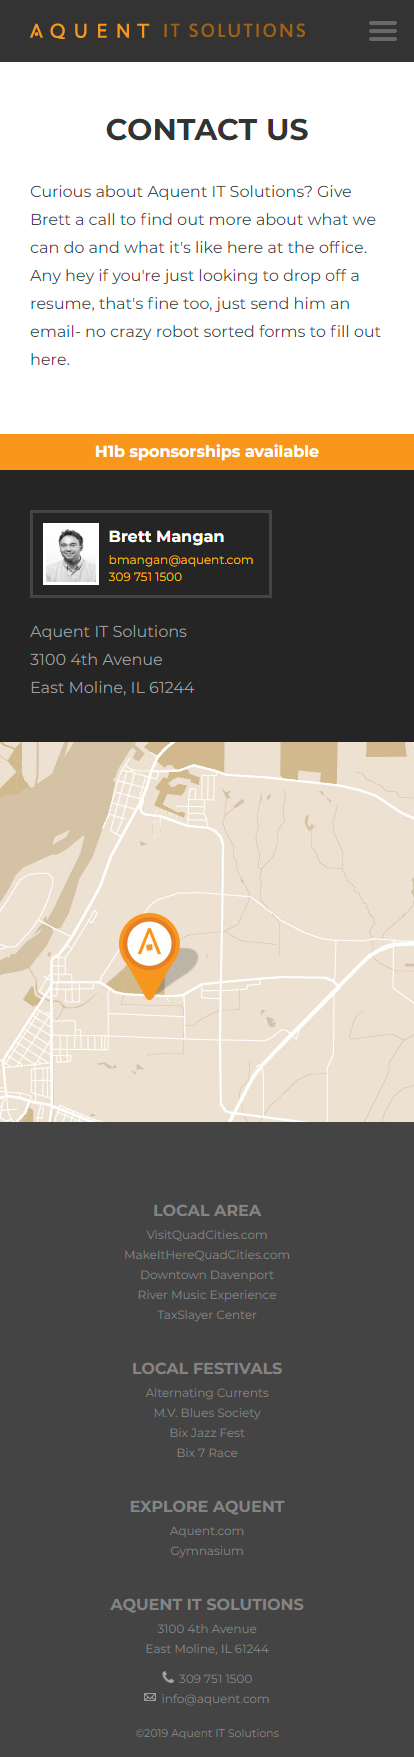 AQUENT IT SOLUTIONS
CONTACT US
Curious about Aquent IT Solutions? Give
Brett a call to find out more about what we
can do and what it's like here at the office.
Any hey if you're just looking to drop off a
resume, that's fine too, just send him an
email- no crazy robot sorted forms to fill out
here.
H1b sponsorships available
Brett Mangan
bmangan@aquent.com
309 751 1500
Aquent IT Solutions
3100 4th Avenue
East Moline, IL 61244
LOCAL AREA
VisitQuadCities.com
MakeItHereQuadCities.com
Downtown Davenport
River Music Experience
TaxSlayer Center
LOCAL FESTIVALS
Alternating Currents
M.V. Blues Society
Bix Jazz Fest
Bix 7 Race
EXPLORE AQUENT
Aquent.com
Gymnasium
AQUENT IT SOLUTIONS
3100 4th Avenue
East Moline, IL 61244
309 751 1500
info@aquent.com
©2019 Aquent IT Solutions